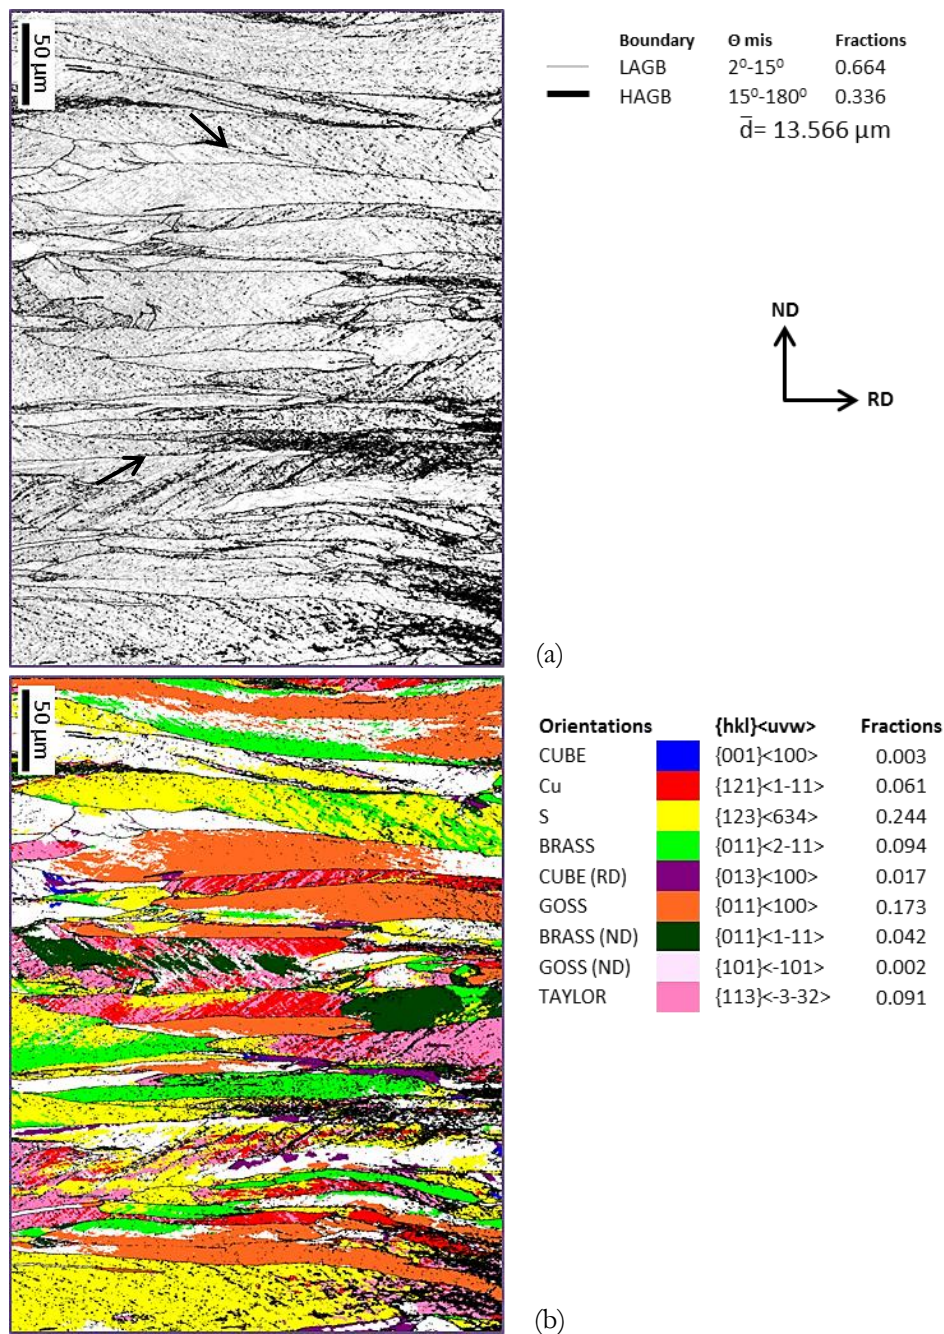 50 µm
Boundary Θ mis Fractions
LAGB 2⁰-15⁰ 0.664
HAGB 15⁰-180⁰ 0.336
d̅= 13.566 µm
ND
RD
(a)
50 µm
Orientations {hkl}<uvw> Fractions
CUBE {001}<100> 0.003
Cu {121}<1-11> 0.061
S {123}<634> 0.244
BRASS {011}<2-11> 0.094
CUBE (RD) {013}<100> 0.017
GOSS {011}<100> 0.173
BRASS (ND) {011}<1-11> 0.042
GOSS (ND) {101}<-101> 0.002
TAYLOR {113}<-3-32> 0.091
(b)